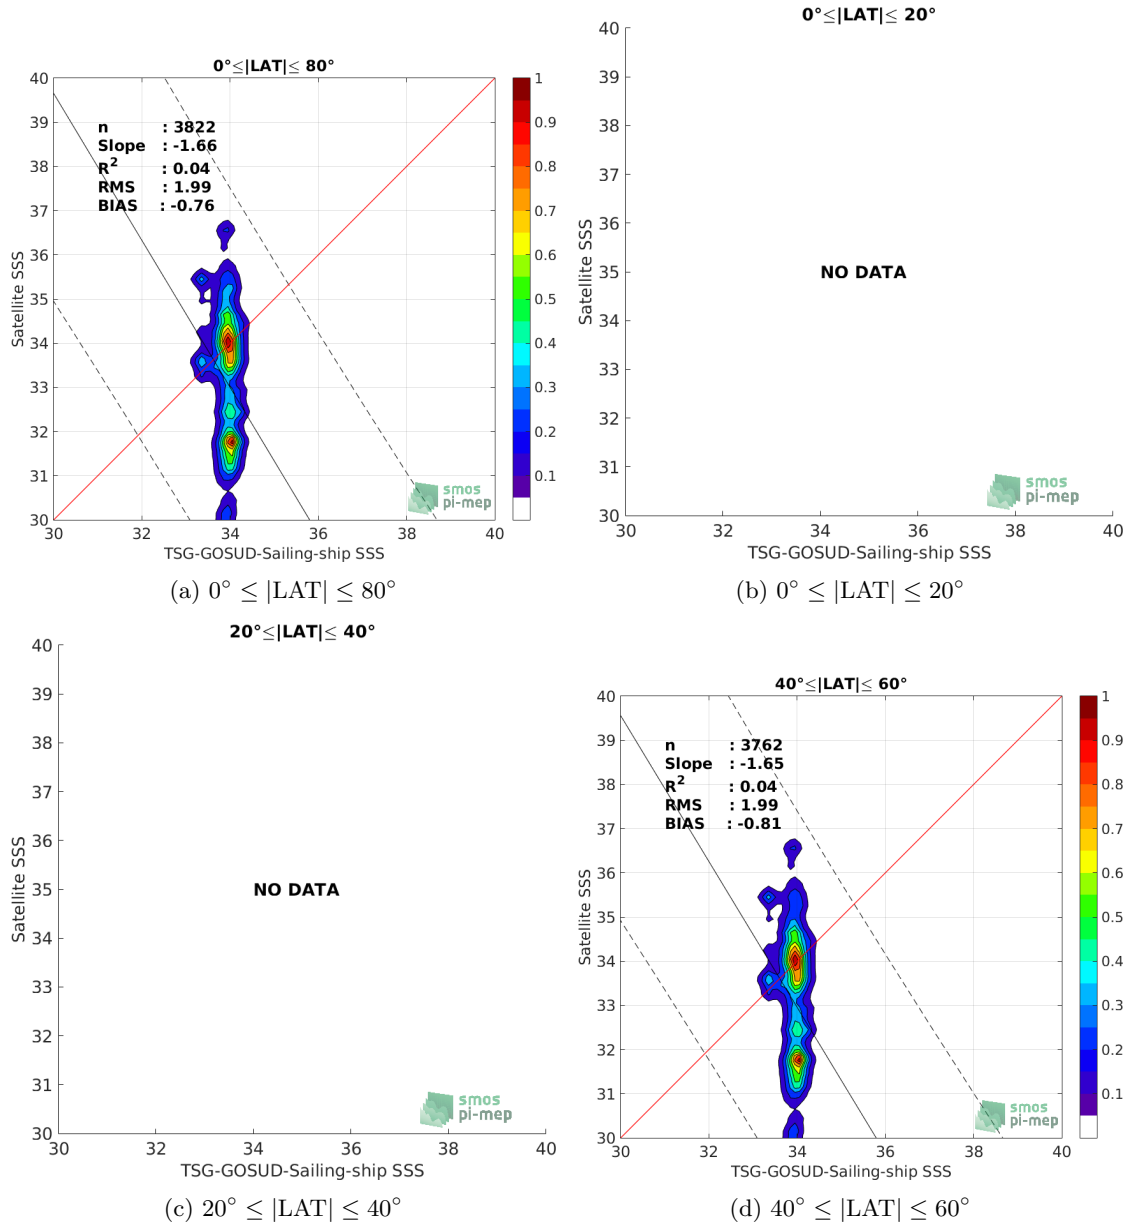 0°≤|LAT|≤ 80°
n : 3822
Slope : -1.66
R2 : 0.04
RMS : 1.99
BIAS : -0.76
40
39
38
37
36
35
34
33
32
31
30
30 32 34 36 38 40
Satellite SSS
TSG-GOSUD-Sailing-ship SSS
1
0.9
0.8
0.7
0.6
0.5
0.4
0.3
0.2
0.1
smos
pi-mep
(a) 0° ≤ |LAT| ≤ 80°
0°≤|LAT|≤ 20°
40
39
38
37
36
35
34
33
32
31
30
30 32 34 36 38 40
Satellite SSS
NO DATA
TSG-GOSUD-Sailing-ship SSS
smos
pi-mep
(b) 0° ≤ |LAT| ≤ 20°
20°≤|LAT|≤ 40°
40
39
38
37
36
35
34
33
32
31
30
30 32 34 36 38 40
Satellite SSS
NO DATA
TSG-GOSUD-Sailing-ship SSS
smos
pi-mep
(c) 20° ≤ |LAT| ≤ 40°
40°≤|LAT|≤ 60°
n : 3762
Slope : -1.65
R2 : 0.04
RMS : 1.99
BIAS : -0.81
40
39
38
37
36
35
34
33
32
31
30
30 32 34 36 38 40
Satellite SSS
TSG-GOSUD-Sailing-ship SSS
1
0.9
0.8
0.7
0.6
0.5
0.4
0.3
0.2
0.1
smos
pi-mep
(d) 40° ≤ |LAT| ≤ 60°